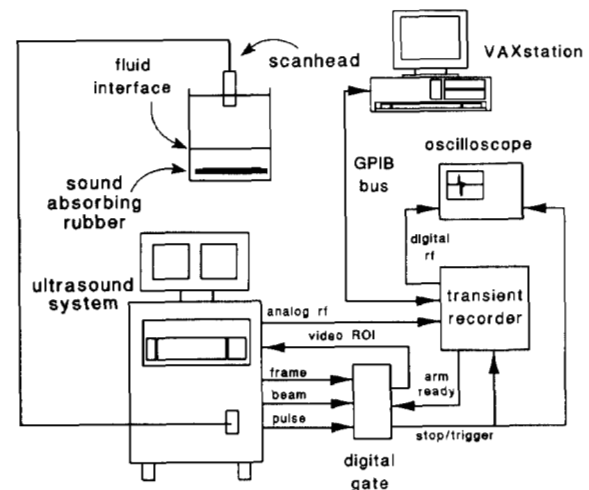 fluid
interface
scanhead
VAXstation
sound
absorbing
rubber
GPIB
bus
oscilloscope
digital
rf
ultrasound
system
analog rf
transient
recorder
video ROI
frame
beam
pulse
arm
ready
stop/trigger
digital
gate